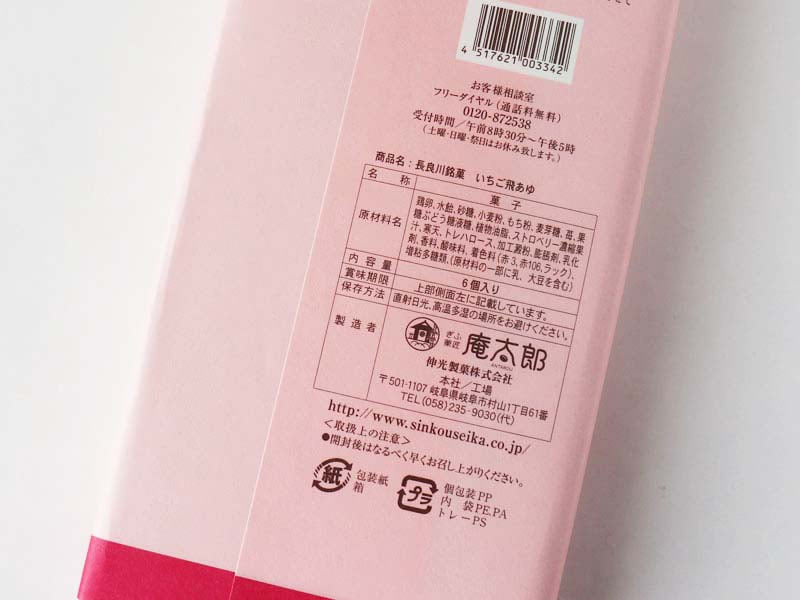 4 517621 003342
お客様相談室
フリーダイヤル(通話料無料)
0120-872538
受付時間/午前8時30分〜午後5時
(土曜・日曜・祭日はお休み致します。)
商品名:長良川銘菓 いちご飛あゆ
名称 菓子
原材料名 鶏卵、水飴、砂糖、小麦粉、もち粉、麦芽糖、苺、果
糖ぶどう糖液糖、植物油脂、ストロベリー濃縮果
汁、寒天、トレハロース、加工澱粉、膨脹剤、乳化
剤、香料、酸味料、着色料(赤3、赤106、ラック)、
増粘多糖類、(原材料の一部に乳、大豆を含む)
内容量 6個入り
賞味期限 上部側面左に記載しています。
保存方法 直射日光、高温多湿の場所をお避けください。
製造者 ぎふ菓匠 庵太郎
ANTAROU
伸光製菓株式会社
本社/工場
〒501-1107 岐阜県岐阜市村山1丁目61番
TEL(058)235-9030(代)
http://www.sinkouseika.co.jp/
<取扱上の注意>
●開封後はなるべく早くお召し上がりください。
紙 包装紙
箱
プラ 個包装PP
内 袋PE,PA
トレーPS